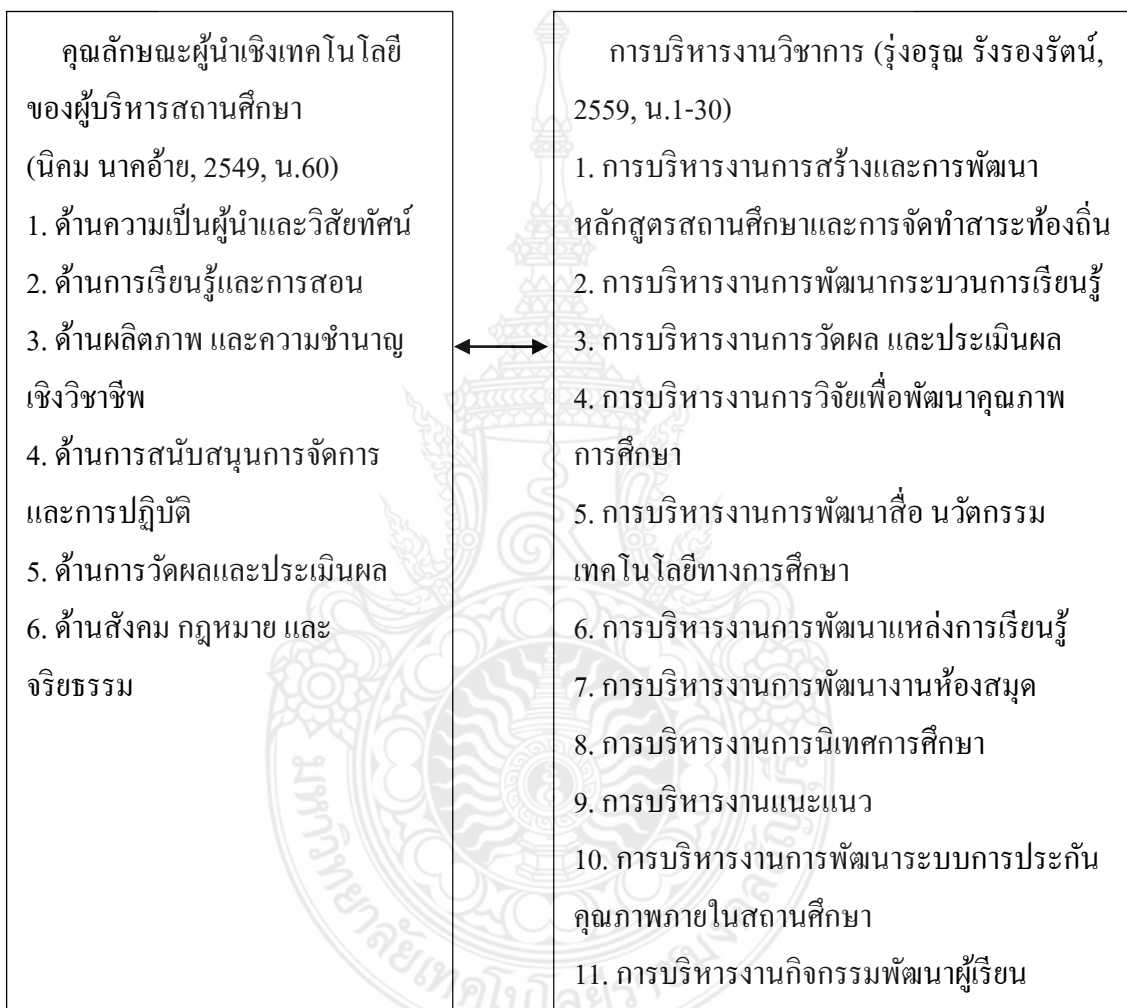 คุณลักษณะผู้นำเชิงเทคโนโลยี
ของผู้บริหารสถานศึกษา
(นิคม นาคอ้าย, 2549, น.60)
1. ด้านความเป็นผู้นำและวิสัยทัศน์
2. ด้านการเรียนรู้และการสอน
3. ด้านผลิตภาพ และความชำนาญ
เชิงวิชาชีพ
4. ด้านการสนับสนุนการจัดการ
และการปฏิบัติ
5. ด้านการวัดผลและประเมินผล
6. ด้านสังคม กฎหมาย และ
จริยธรรม
การบริหารงานวิชาการ (รุ่งอรุณ รังรองรัตน์,
2559, น.1-30)
1. การบริหารงานการสร้างและการพัฒนา
หลักสูตรสถานศึกษาและการจัดทำสาระท้องถิ่น
2. การบริหารงานการพัฒนากระบวนการเรียนรู้
3. การบริหารงานการวัดผล และประเมินผล
4. การบริหารงานการวิจัยเพื่อพัฒนาคุณภาพ
การศึกษา
5. การบริหารงานการพัฒนาสื่อ นวัตกรรม
เทคโนโลยีทางการศึกษา
6. การบริหารงานการพัฒนาแหล่งการเรียนรู้
7. การบริหารงานการพัฒนางานห้องสมุด
8. การบริหารงานการนิเทศการศึกษา
9. การบริหารงานแนะแนว
10. การบริหารงานการพัฒนาระบบการประกัน
คุณภาพภายในสถานศึกษา
11. การบริหารงานกิจกรรมพัฒนาผู้เรียน
มหาวิทยาลัยเทคโนโลยีราชมงคลธัญบุรี